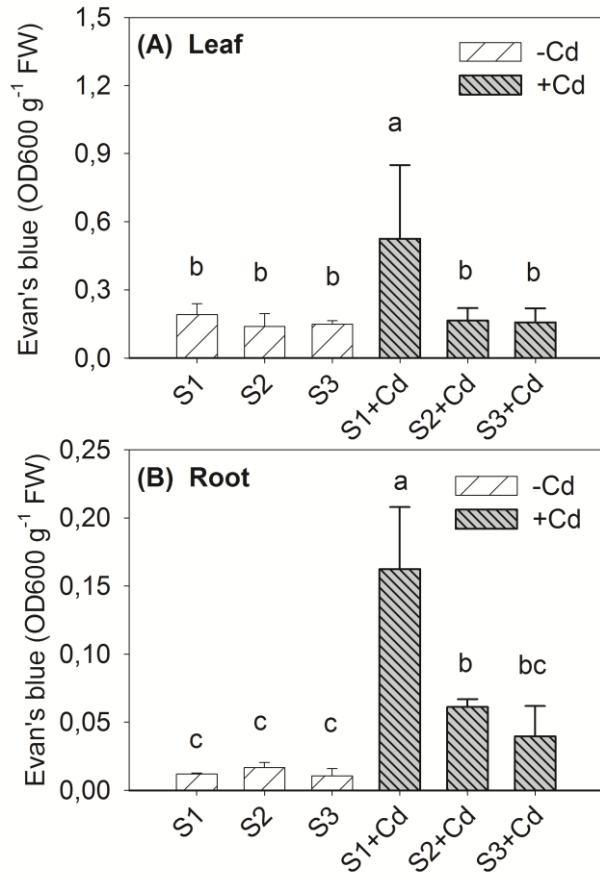 Evan's blue (OD600 g⁻¹ FW)
(A) Leaf
-Cd
+Cd
1,5
1,2
0,9
0,6
0,3
0,0
b
b
b
a
b
b
S1
S2
S3
S1+Cd
S2+Cd
S3+Cd
Evan's blue (OD600 g⁻¹ FW)
(B) Root
-Cd
+Cd
0,25
0,20
0,15
0,10
0,05
0,00
c
c
c
a
b
bc
S1
S2
S3
S1+Cd
S2+Cd
S3+Cd